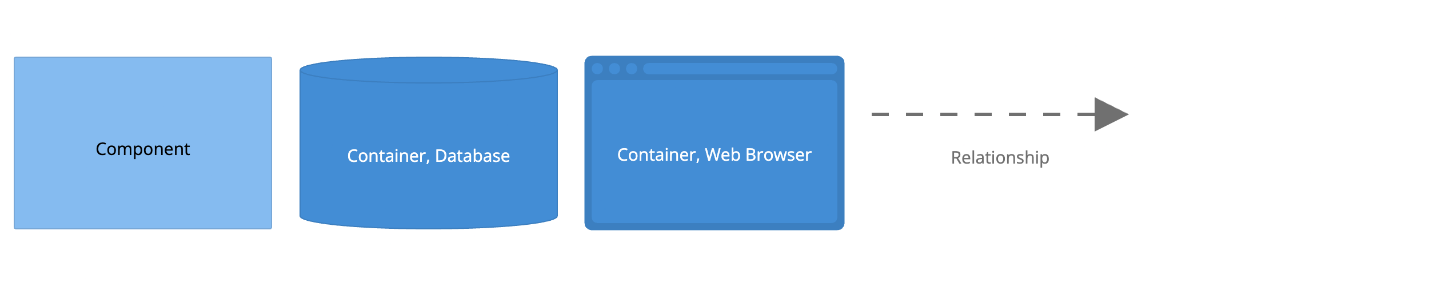 Component
Container, Database
Container, Web Browser
Relationship